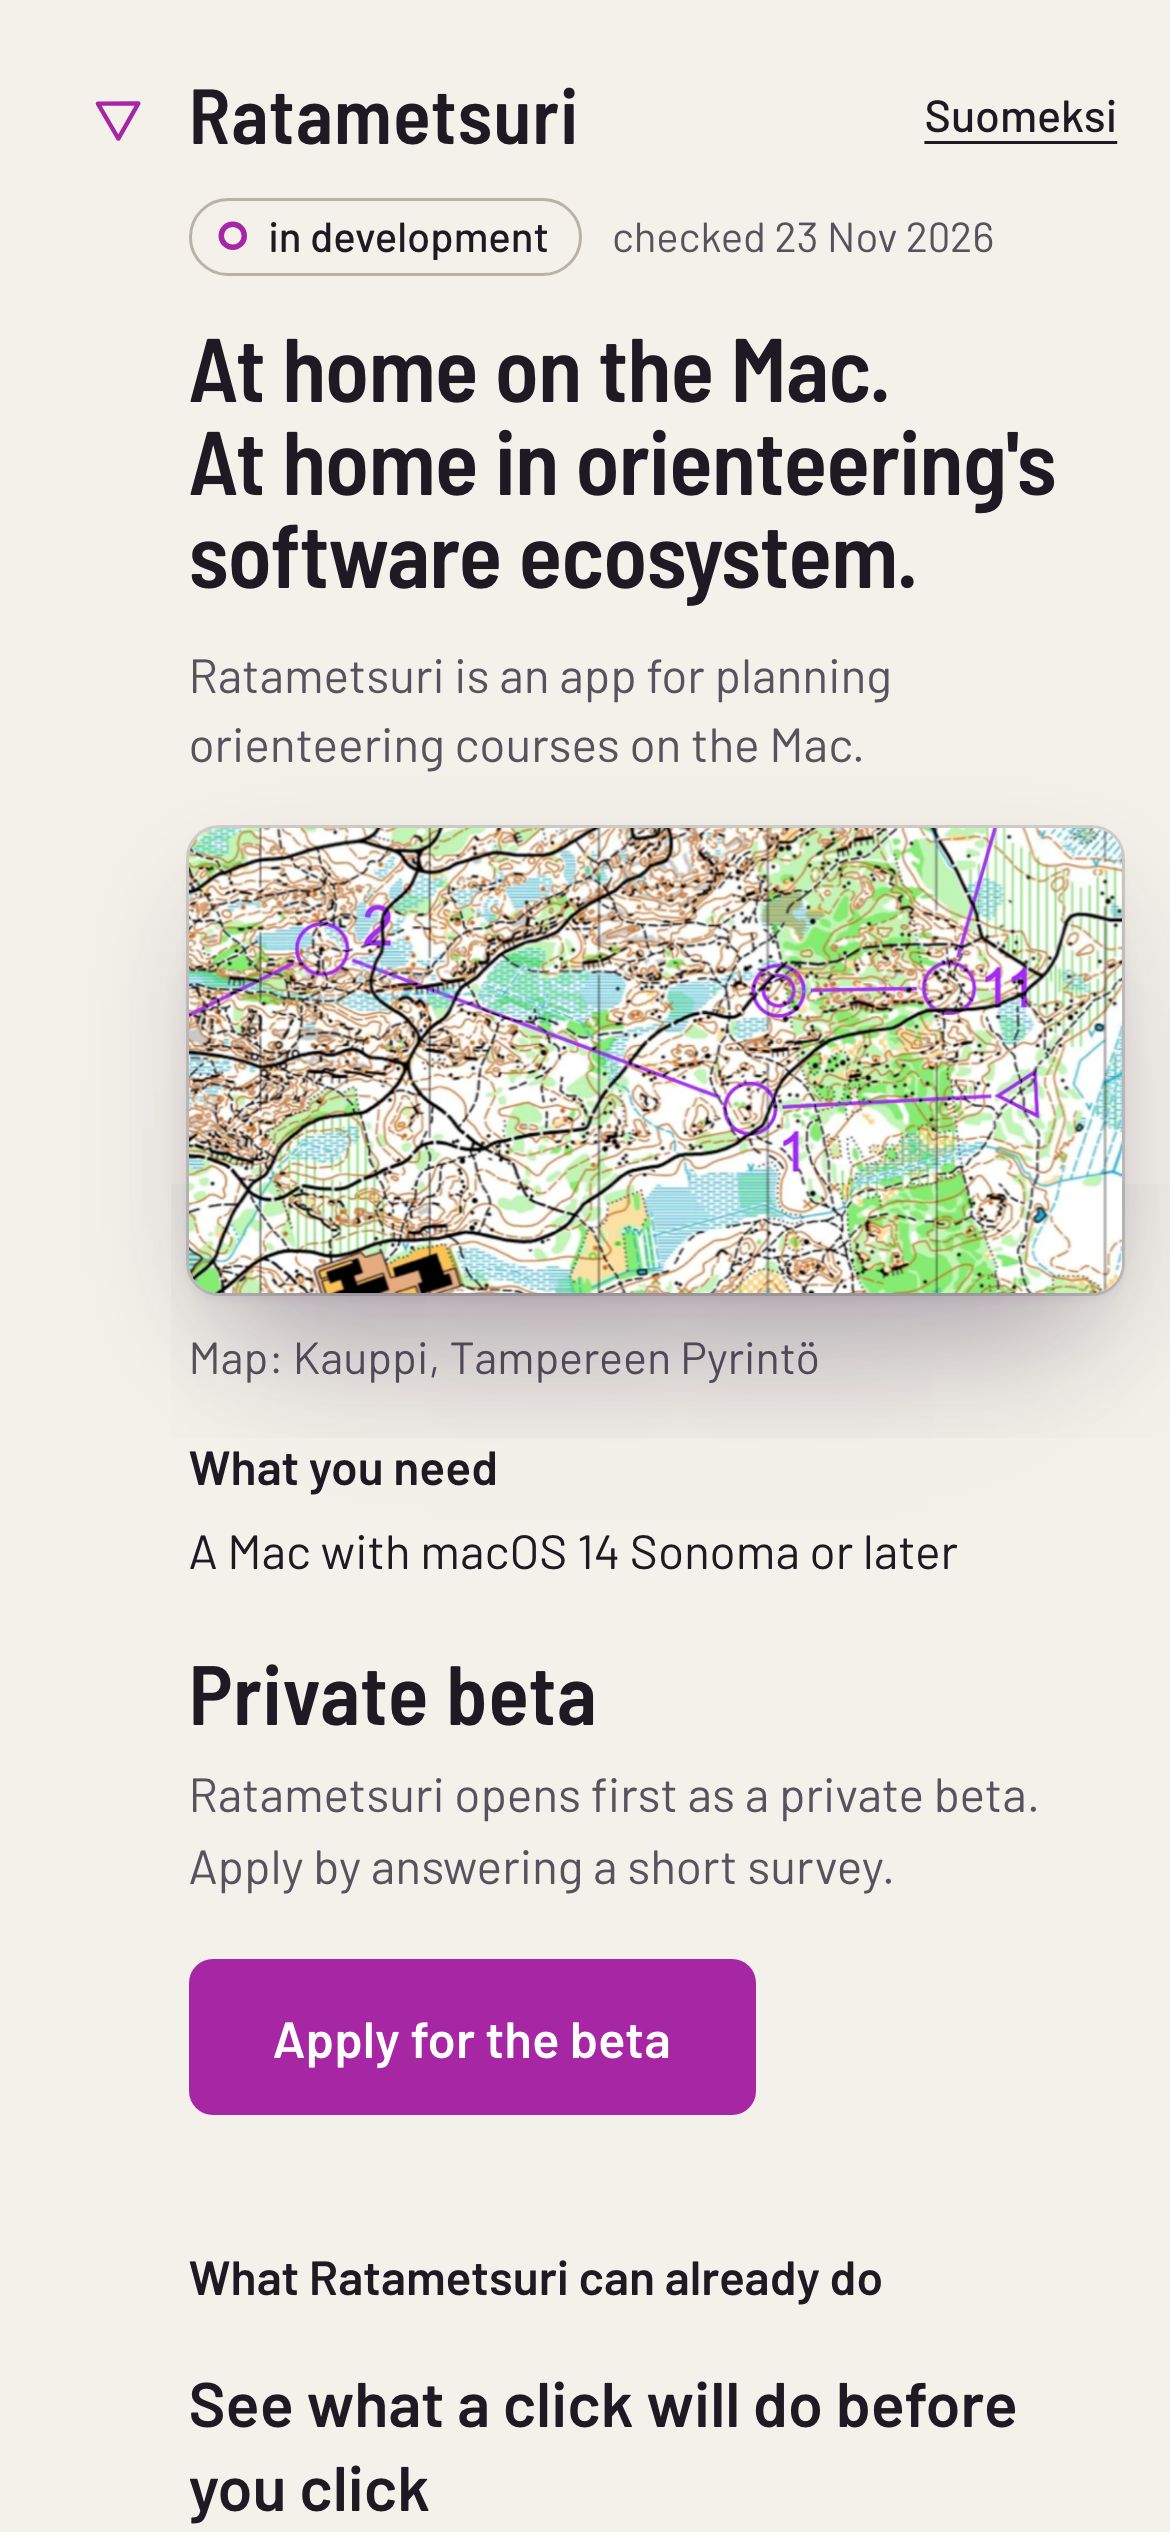 Ratametsuri
Suomeksi
in development
checked 23 Nov 2026
At home on the Mac.
At home in orienteering's
software ecosystem.
Ratametsuri is an app for planning
orienteering courses on the Mac.
2
11
1
Map: Kauppi, Tampereen Pyrintö
What you need
A Mac with macOS 14 Sonoma or later
Private beta
Ratametsuri opens first as a private beta.
Apply by answering a short survey.
Apply for the beta
What Ratametsuri can already do
See what a click will do before
you click